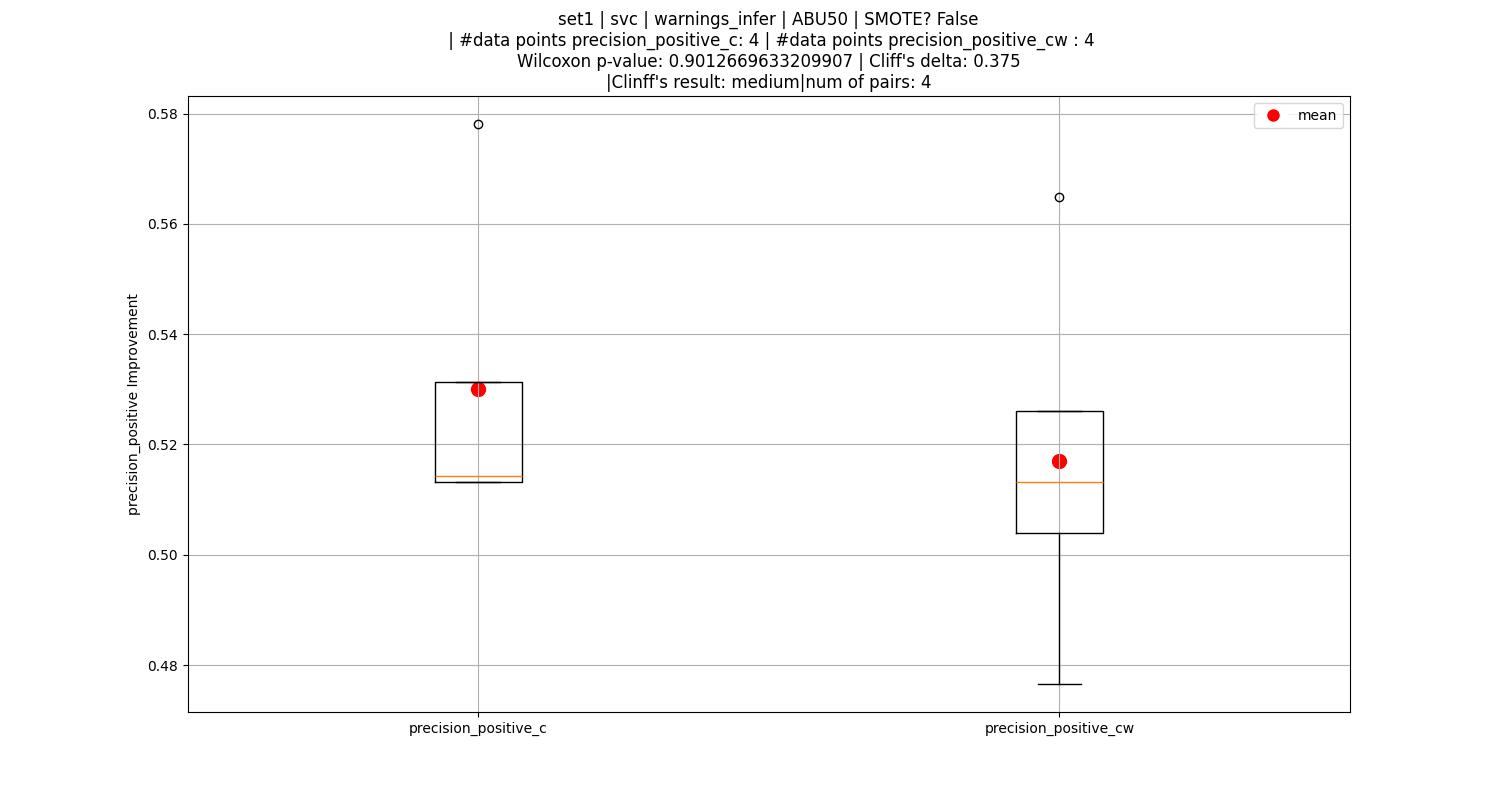 set1 | svc | warnings_infer | ABU50 | SMOTE? False
| #data points precision_positive_c: 4 | #data points precision_positive_cw : 4
Wilcoxon p-value: 0.9012669633209907 | Cliff's delta: 0.375
|Clinff's result: medium|num of pairs: 4
mean
0.58
0.56
0.54
0.52
0.50
0.48
precision_positive Improvement
precision_positive_c
precision_positive_cw